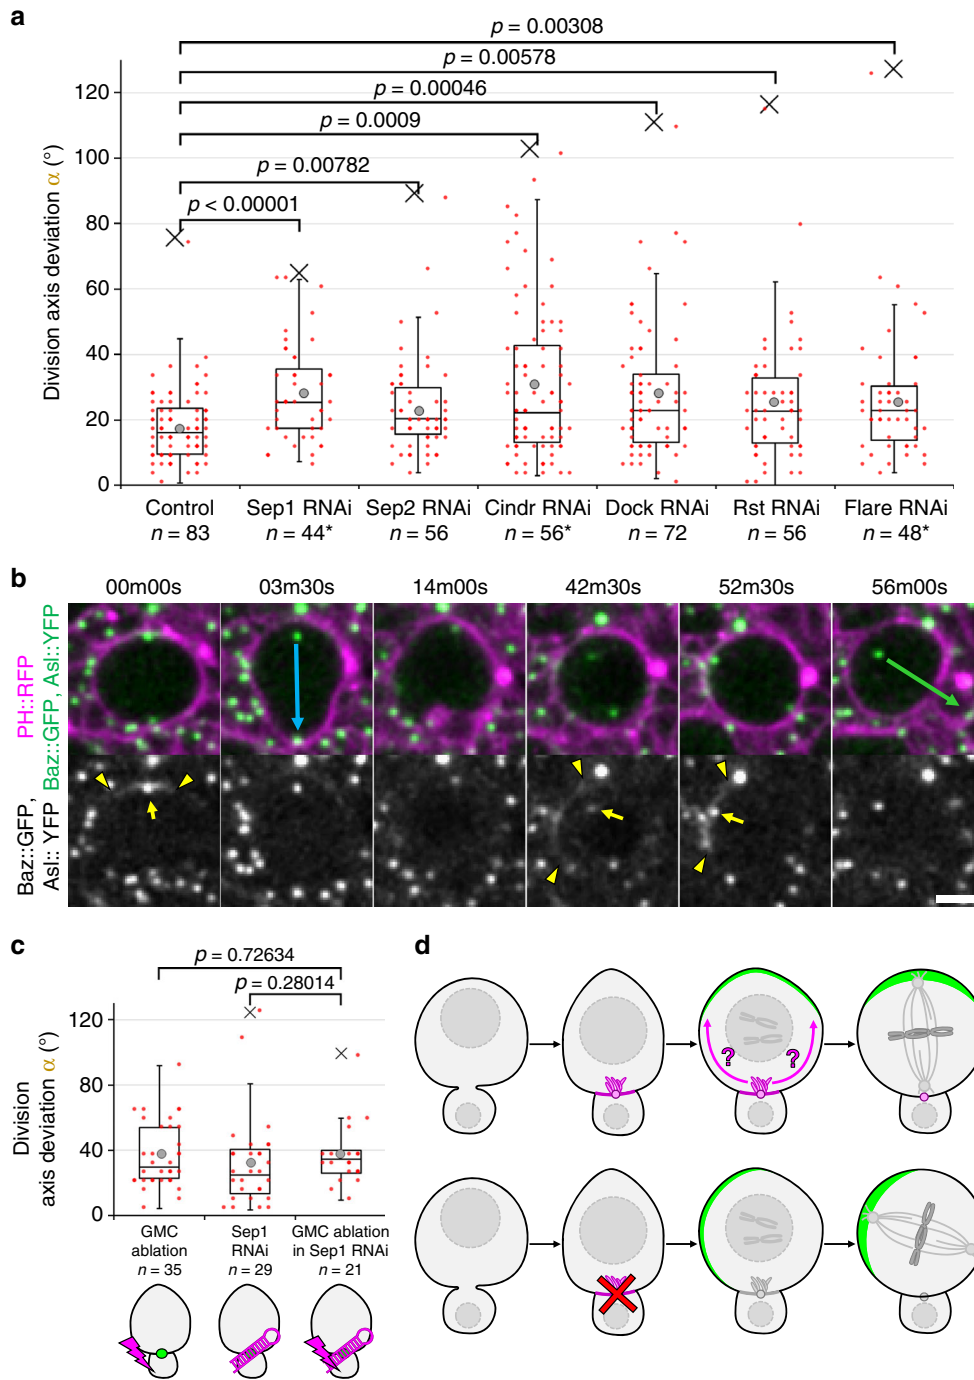 a
p = 0.00308
p = 0.00578
p = 0.00046
p = 0.0009
p = 0.00782
p < 0.00001
Division axis deviation α (°)
120
100
80
60
40
20
0
Control Sep1 RNAi Sep2 RNAi Cindr RNAi Dock RNAi Rst RNAi Flare RNAi
n = 83 n = 44* n = 56 n = 56* n = 72 n = 56 n = 48*
b
00m00s 03m30s 14m00s 42m30s 52m30s 56m00s
PH::RFP
Baz::GFP, Asl::YFP
Baz::GFP,
Asl:: YFP
c
p = 0.72634
p = 0.28014
Division
axis deviation α (°)
120
80
40
0
GMC ablation
n = 35
Sep1 RNAi
n = 29
GMC ablation in Sep1 RNAi
n = 21
d
? ?